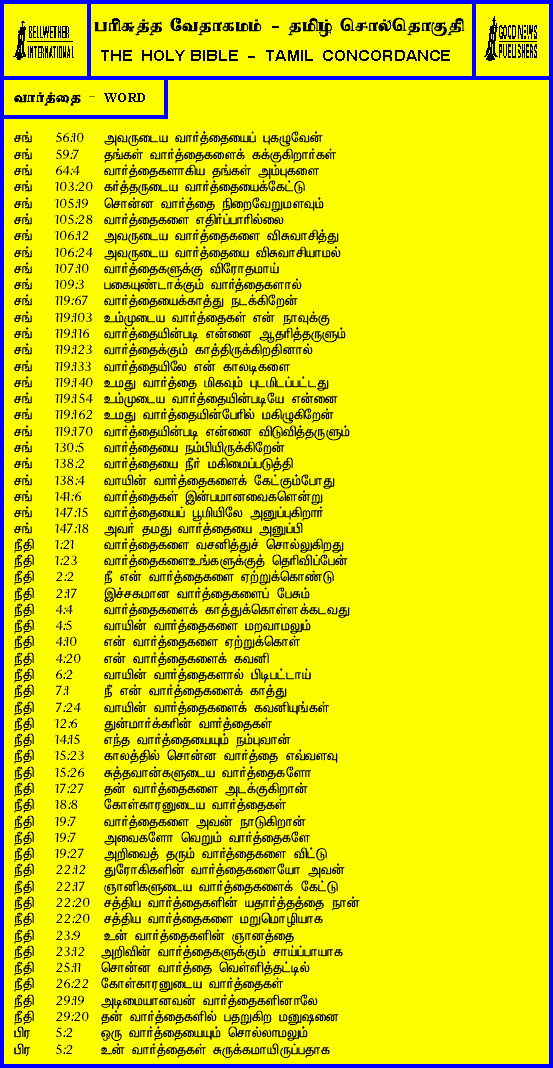 BELLWETHER
INTERNATIONAL
பரிசுத்த வேதாகமம் - தமிழ் சொல்தொகுதி
THE HOLY BIBLE - TAMIL CONCORDANCE
GOOD NEWS
PUBLISHERS
வார்த்தை - WORD
சங் 56:10 அவருடைய வார்த்தையைப் புகழுவேன்
சங் 59:7 தங்கள் வார்த்தைகளைக் கக்குகிறார்கள்
சங் 64:4 வார்த்தைகளாகிய தங்கள் அம்புகளை
சங் 103:20 கர்த்தருடைய வார்த்தையைக்கேட்டு
சங் 105:19 சொன்ன வார்த்தை நிறைவேறுமளவும்
சங் 105:28 வார்த்தைகளை எதிர்ப்பாரில்லை
சங் 106:12 அவருடைய வார்த்தைகளை விசுவாசித்து
சங் 106:24 அவருடைய வார்த்தையை விசுவாசியாமல்
சங் 107:10 வார்த்தைகளுக்கு விரோதமாய்
சங் 109:3 பகையுண்டாக்கும் வார்த்தைகளால்
சங் 119:67 வார்த்தையைக்காத்து நடக்கிறேன்
சங் 119:103 உம்முடைய வார்த்தைகள் என் நாவுக்கு
சங் 119:116 வார்த்தையின்படி என்னை ஆதரித்தருளும்
சங் 119:123 வார்த்தைக்கும் காத்திருக்கிறதினால்
சங் 119:133 வார்த்தையிலே என் காலடிகளை
சங் 119:140 உமது வார்த்தை மிகவும் புடமிடப்பட்டது
சங் 119:154 உம்முடைய வார்த்தையின்படியே என்னை
சங் 119:162 உமது வார்த்தையின்பேரில் மகிழுகிறேன்
சங் 119:170 வார்த்தையின்படி என்னை விடுவித்தருளும்
சங் 130:5 வார்த்தையை நம்பியிருக்கிறேன்
சங் 138:2 வார்த்தையை நீர் மகிமைப்படுத்தி
சங் 138:4 வாயின் வார்த்தைகளைக் கேட்கும்போது
சங் 141:6 வார்த்தைகள் இன்பமானவைகளென்று
சங் 147:15 வார்த்தையைப் பூமியிலே அனுப்புகிறார்
சங் 147:18 அவர் தமது வார்த்தையை அனுப்பி
நீதி 1:21 வார்த்தைகளை வசனித்துச் சொல்லுகிறது
நீதி 1:23 வார்த்தைகளைஉங்களுக்குத் தெரிவிப்பேன்
நீதி 2:2 நீ என் வார்த்தைகளை ஏற்றுக்கொண்டு
நீதி 2:17 இச்சகமான வார்த்தைகளைப் பேசும்
நீதி 4:4 வார்த்தைகளைக் காத்துக்கொள்ளக்கடவது
நீதி 4:5 வாயின் வார்த்தைகளை மறவாமலும்
நீதி 4:10 என் வார்த்தைகளை ஏற்றுக்கொள்
நீதி 4:20 என் வார்த்தைகளைக் கவனி
நீதி 6:2 வாயின் வார்த்தைகளால் பிடிபட்டாய்
நீதி 7:1 நீ என் வார்த்தைகளைக் காத்து
நீதி 7:24 வாயின் வார்த்தைகளைக் கவனியுங்கள்
நீதி 12:6 துன்மார்க்கரின் வார்த்தைகள்
நீதி 14:15 எந்த வார்த்தையையும் நம்புவான்
நீதி 15:23 காலத்தில் சொன்ன வார்த்தை எவ்வளவு
நீதி 15:26 சுத்தவான்களுடைய வார்த்தைகளோ
நீதி 17:27 தன் வார்த்தைகளை அடக்குகிறான்
நீதி 18:8 கோள்காரனுடைய வார்த்தைகள்
நீதி 19:7 வார்த்தைகளை அவன் நாடுகிறான்
நீதி 19:7 அவைகளோ வெறும் வார்த்தைகளே
நீதி 19:27 அறிவைத் தரும் வார்த்தைகளை விட்டு
நீதி 22:12 துரோகிகளின் வார்த்தைகளையோ அவன்
நீதி 22:17 ஞானிகளுடைய வார்த்தைகளைக் கேட்டு
நீதி 22:20 சத்திய வார்த்தைகளின் யதார்த்தத்தை நான்
நீதி 22:20 சத்திய வார்த்தைகளை மறுமொழியாக
நீதி 23:9 உன் வார்த்தைகளின் ஞானத்தை
நீதி 23:12 அறிவின் வார்த்தைகளுக்கும் சாய்ப்பாயாக
நீதி 25:11 சொன்ன வார்த்தை வெள்ளித்தட்டில்
நீதி 26:22 கோள்காரனுடைய வார்த்தைகள்
நீதி 29:19 அடிமையானவன் வார்த்தைகளினாலே
நீதி 29:20 தன் வார்த்தைகளில் பதறுகிற மனுஷனை
பிர 5:2 ஒரு வார்த்தையையும் சொல்லாமலும்
பிர 5:2 உன் வார்த்தைகள் சுருக்கமாயிருப்பதாக